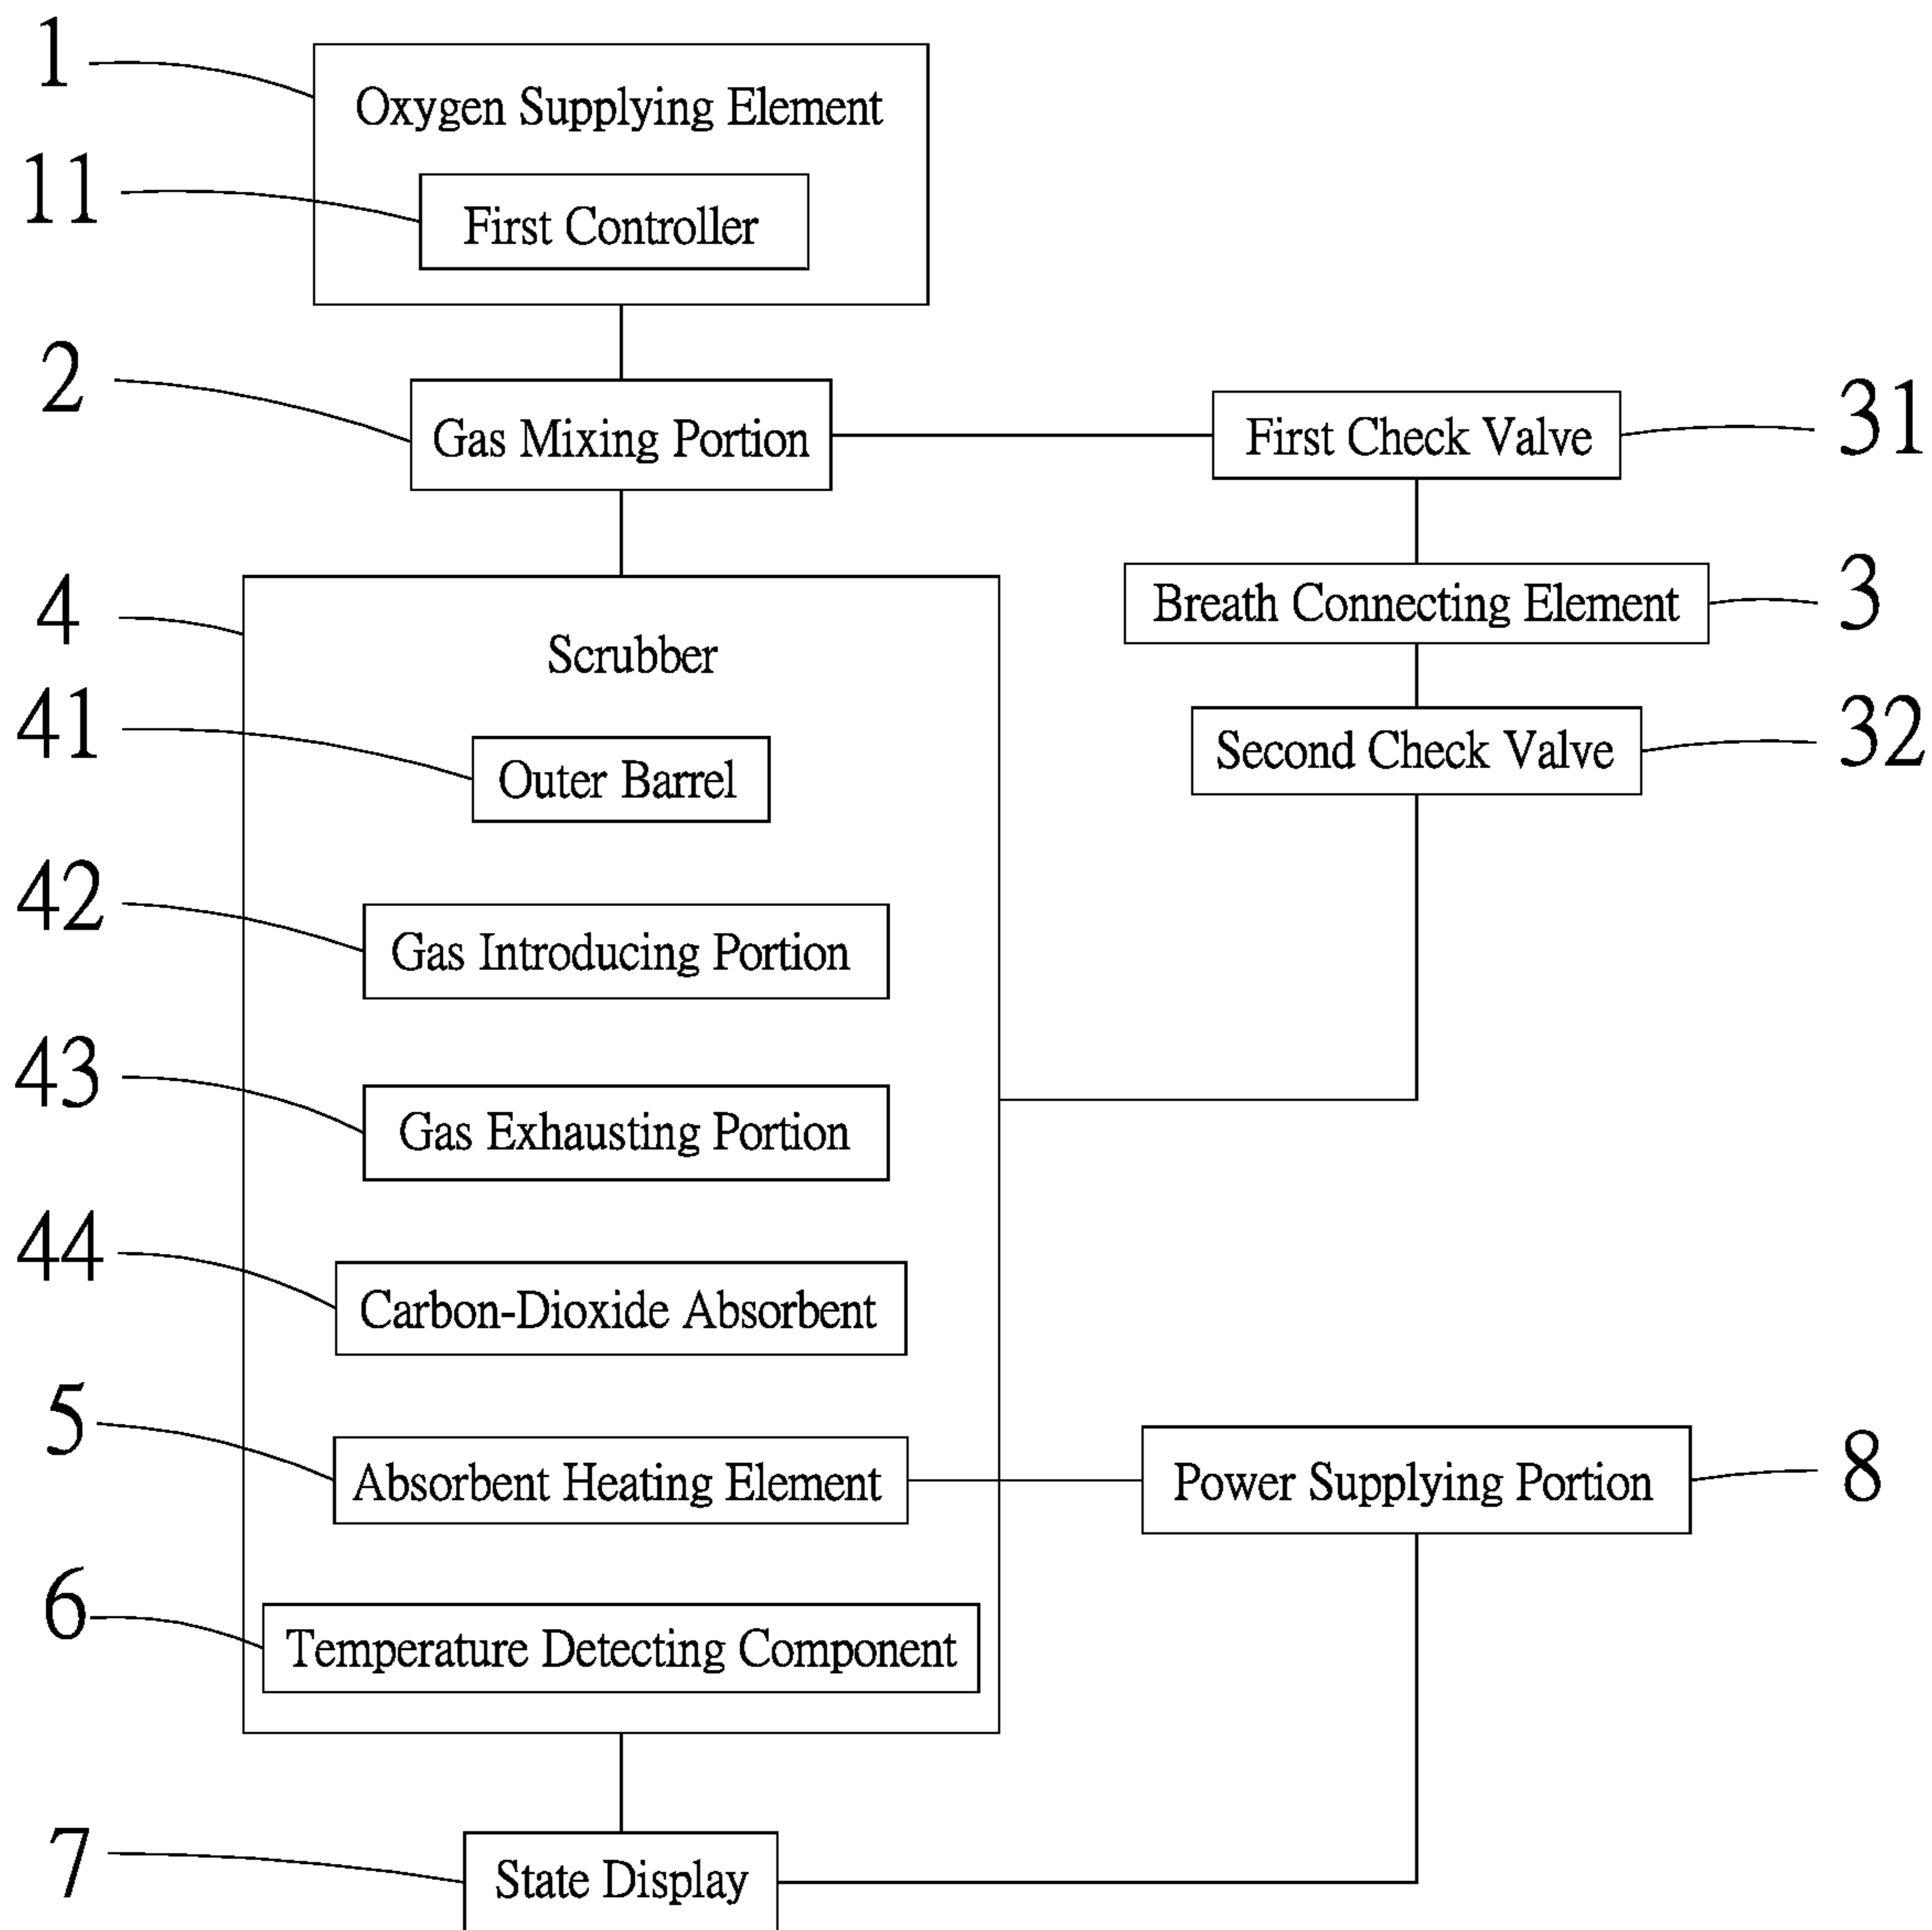 1
Oxygen Supplying Element
11
First Controller
2
Gas Mixing Portion
First Check Valve
31
4
Scrubber
Breath Connecting Element
3
41
Outer Barrel
Second Check Valve
32
42
Gas Introducing Portion
43
Gas Exhausting Portion
44
Carbon-Dioxide Absorbent
5
Absorbent Heating Element
Power Supplying Portion
8
6
Temperature Detecting Component
7
State Display